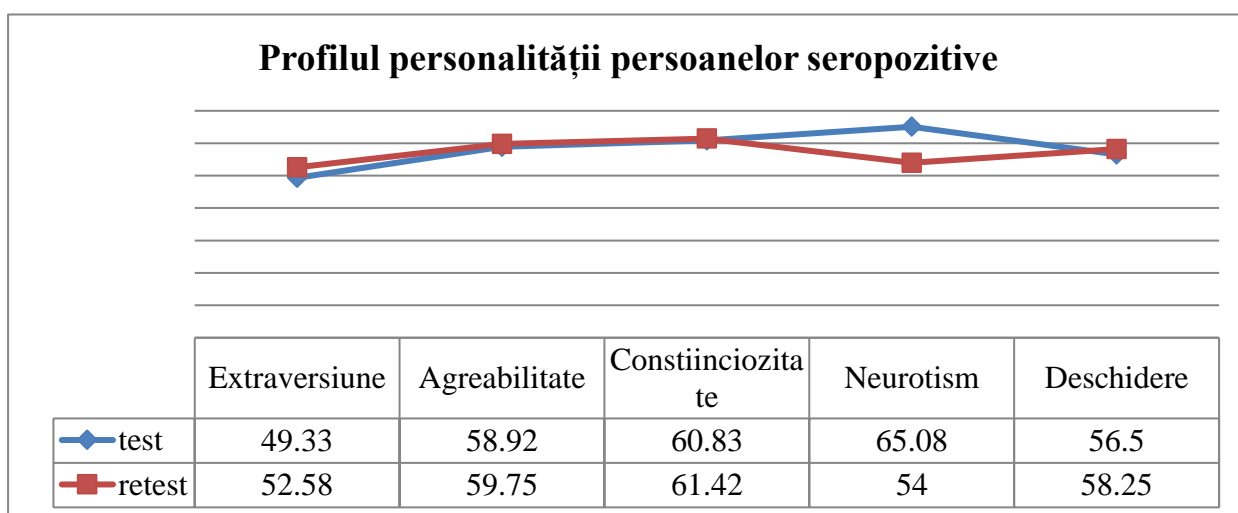 Profilul personalității persoanelor seropozitive
Extraversiune Agreabilitate Constiinciozita
te Neurotism Deschidere
test 49.33 58.92 60.83 65.08 56.5
retest 52.58 59.75 61.42 54 58.25